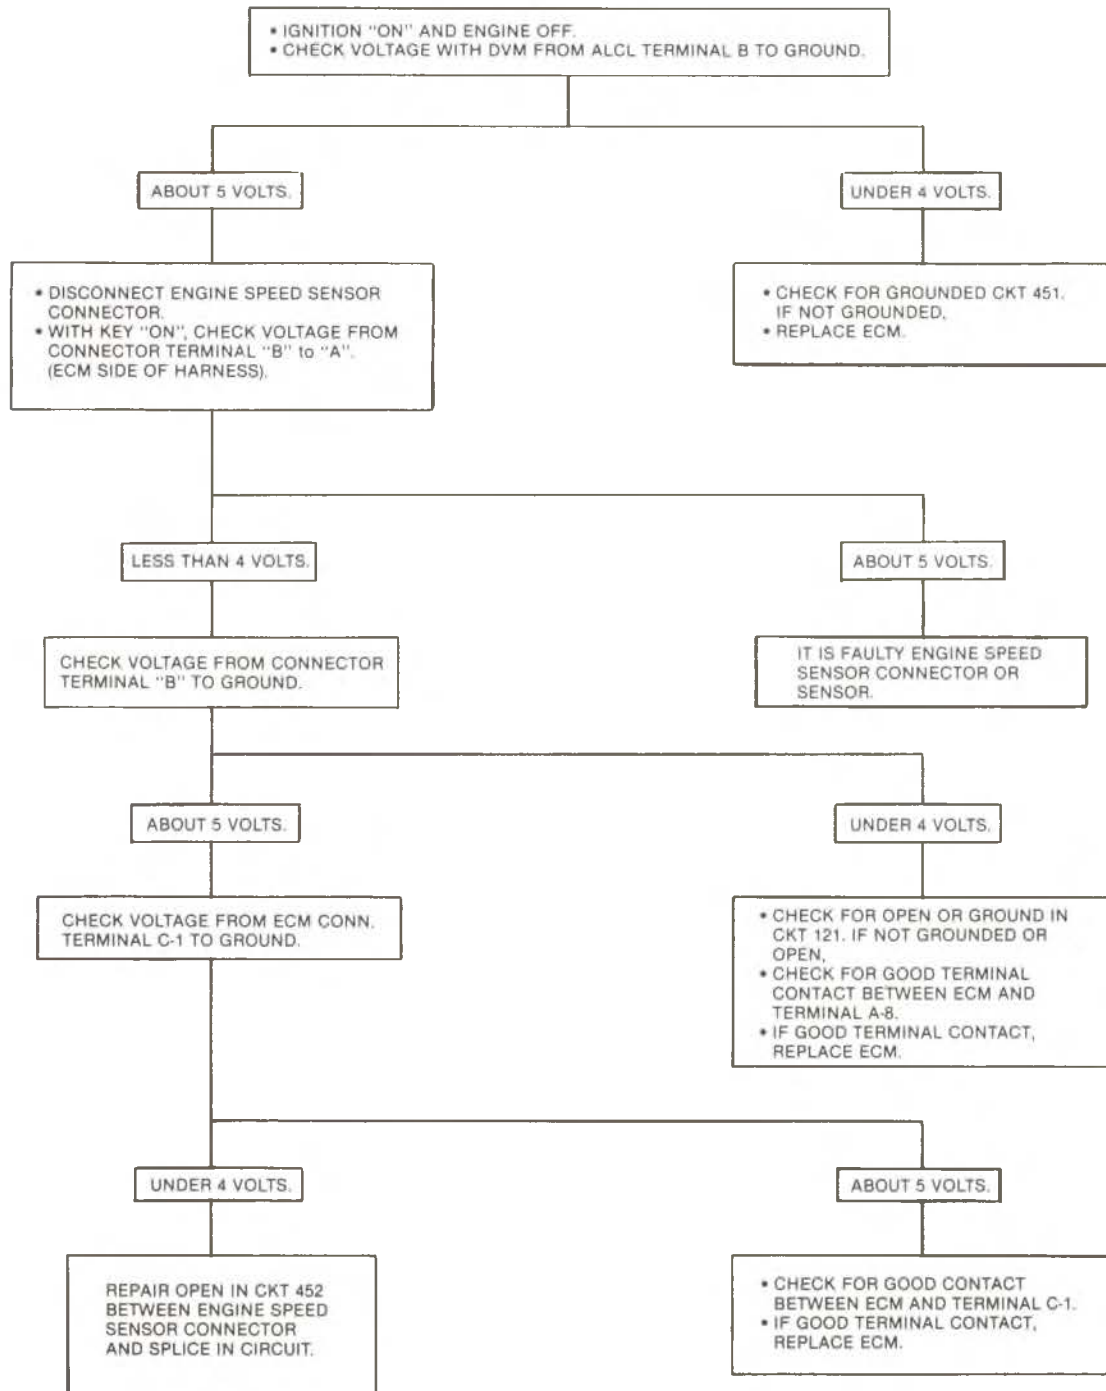 • IGNITION “ON” AND ENGINE OFF.
• CHECK VOLTAGE WITH DVM FROM ALCL TERMINAL B TO GROUND.
ABOUT 5 VOLTS.
UNDER 4 VOLTS.
• DISCONNECT ENGINE SPEED SENSOR
CONNECTOR.
• WITH KEY “ON”, CHECK VOLTAGE FROM
CONNECTOR TERMINAL “B” to “A”.
(ECM SIDE OF HARNESS).
• CHECK FOR GROUNDED CKT 451.
IF NOT GROUNDED,
• REPLACE ECM.
LESS THAN 4 VOLTS.
ABOUT 5 VOLTS.
CHECK VOLTAGE FROM CONNECTOR
TERMINAL “B” TO GROUND.
IT IS FAULTY ENGINE SPEED
SENSOR CONNECTOR OR
SENSOR.
ABOUT 5 VOLTS.
UNDER 4 VOLTS.
CHECK VOLTAGE FROM ECM CONN.
TERMINAL C-1 TO GROUND.
• CHECK FOR OPEN OR GROUND IN
CKT 121. IF NOT GROUNDED OR
OPEN,
• CHECK FOR GOOD TERMINAL
CONTACT BETWEEN ECM AND
TERMINAL A-8.
• IF GOOD TERMINAL CONTACT,
REPLACE ECM.
UNDER 4 VOLTS.
ABOUT 5 VOLTS.
REPAIR OPEN IN CKT 452
BETWEEN ENGINE SPEED
SENSOR CONNECTOR
AND SPLICE IN CIRCUIT.
• CHECK FOR GOOD CONTACT
BETWEEN ECM AND TERMINAL C-1.
• IF GOOD TERMINAL CONTACT,
REPLACE ECM.